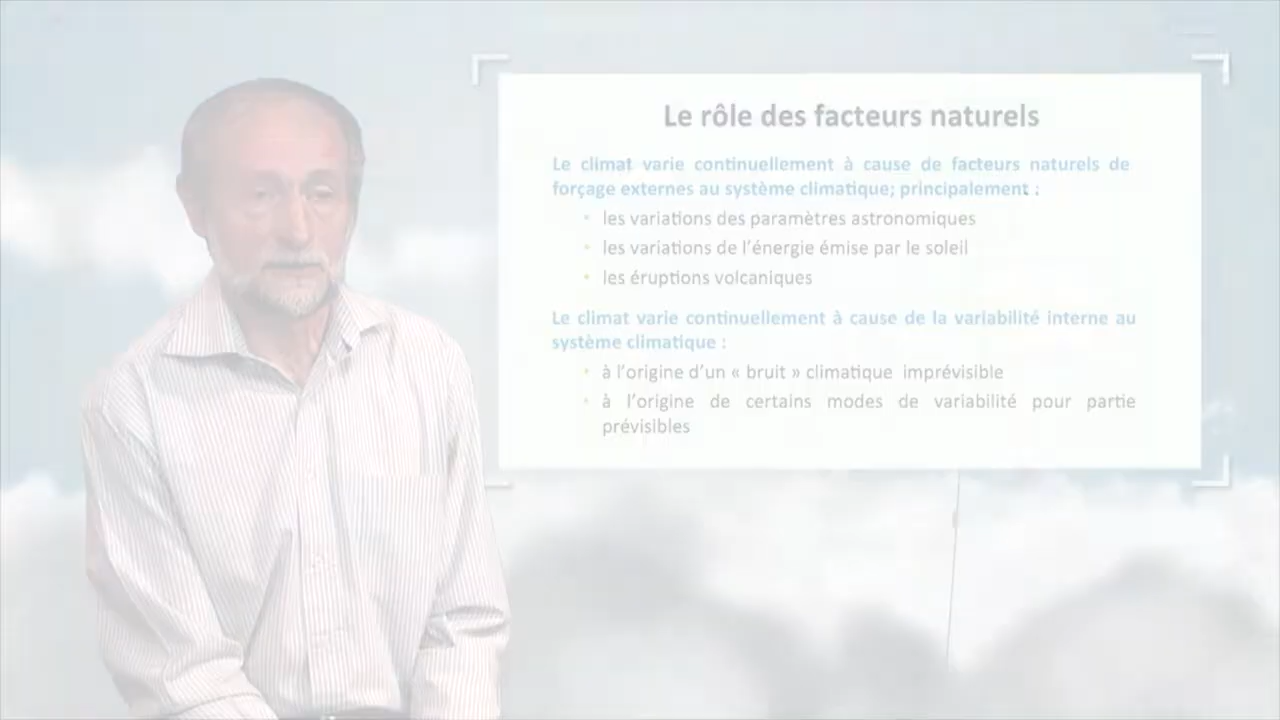 Le rôle des facteurs naturels
Le climat varie continuellement à cause de facteurs naturels de
forçage externes au système climatique; principalement :
• les variations des paramètres astronomiques
• les variations de l’énergie émise par le soleil
• les éruptions volcaniques
Le climat varie continuellement à cause de la variabilité interne au
système climatique :
• à l’origine d’un « bruit » climatique imprévisible
• à l’origine de certains modes de variabilité pour partie
prévisibles